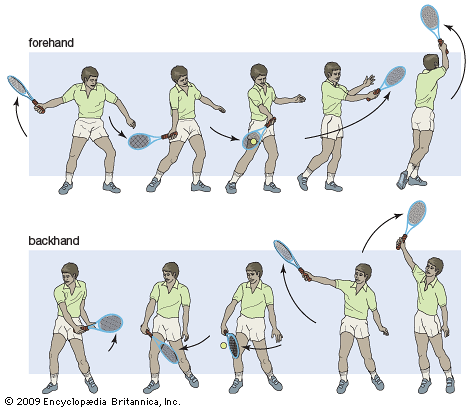 forehand
backhand
© 2009 Encyclopædia Britannica, Inc.